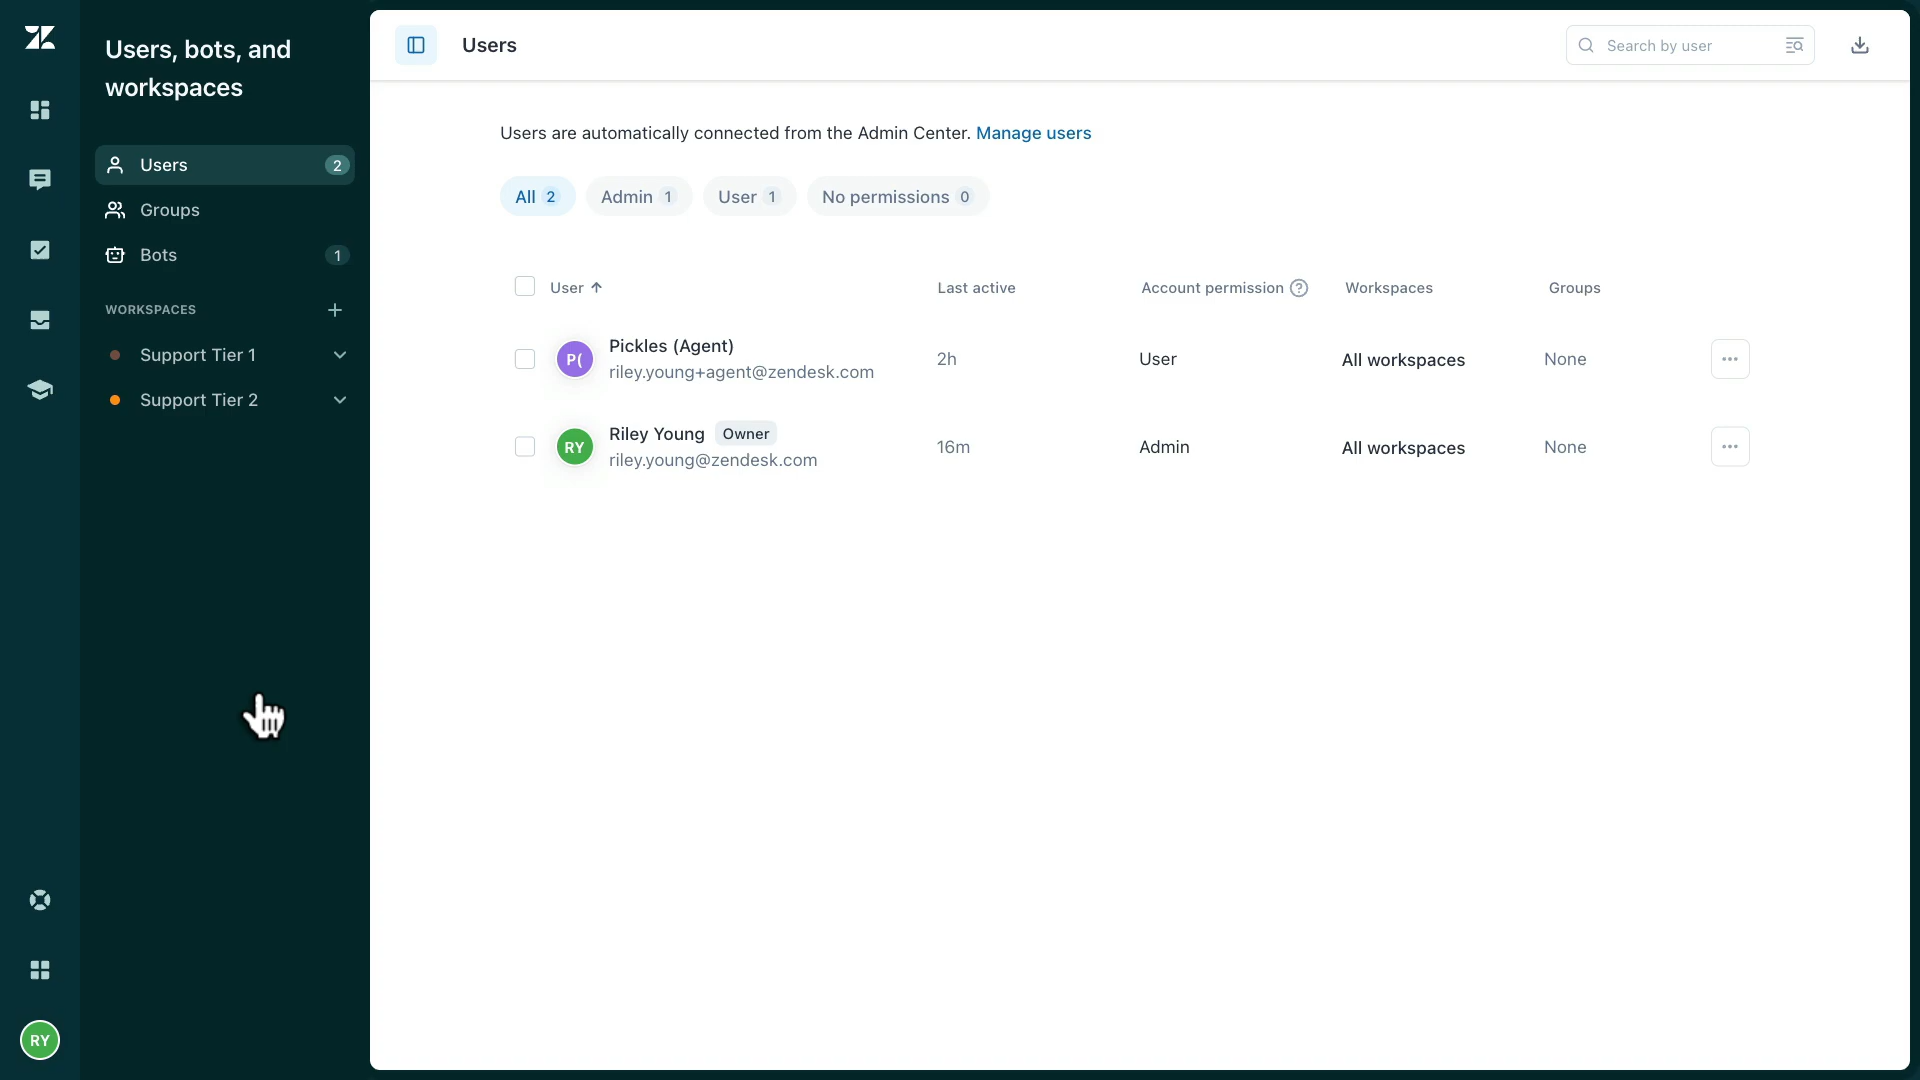 Users, bots, and
workspaces
Users 2
Groups
Bots 1
WORKSPACES
Support Tier 1
Support Tier 2
RY
Users
Search by user
Users are automatically connected from the Admin Center. Manage users
All 2 Admin 1 User 1 No permissions 0
User Last active Account permission Workspaces Groups
P( Pickles (Agent)
riley.young+agent@zendesk.com
2h User All workspaces None
RY Riley Young Owner
riley.young@zendesk.com
16m Admin All workspaces None